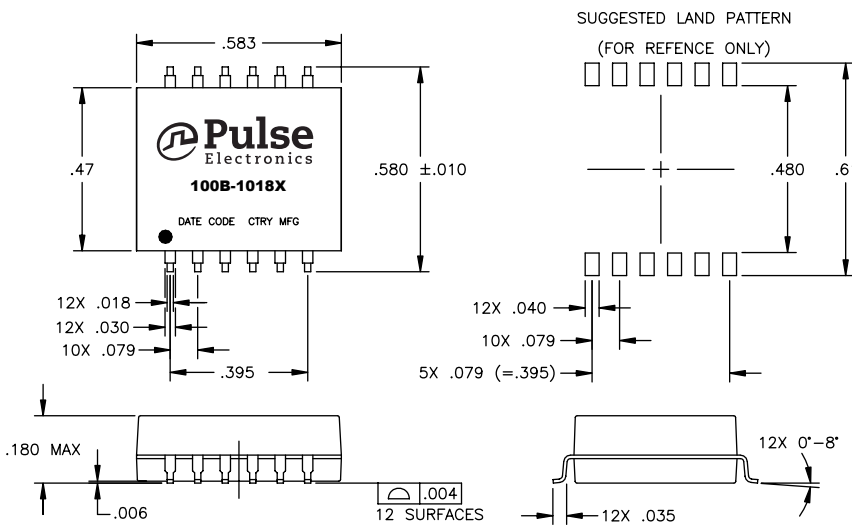 SUGGESTED LAND PATTERN
(FOR REFENCE ONLY)
.583
Pulse
Electronics
100B-1018X
DATE CODE CTRY MFG
.47
.580 ±.010
.480
.6
12X .018
12X .030
10X .079
.395
12X .040
10X .079
5X .079 (=.395)
.180 MAX
.006
.004
12 SURFACES
12X 0°-8°
12X .035